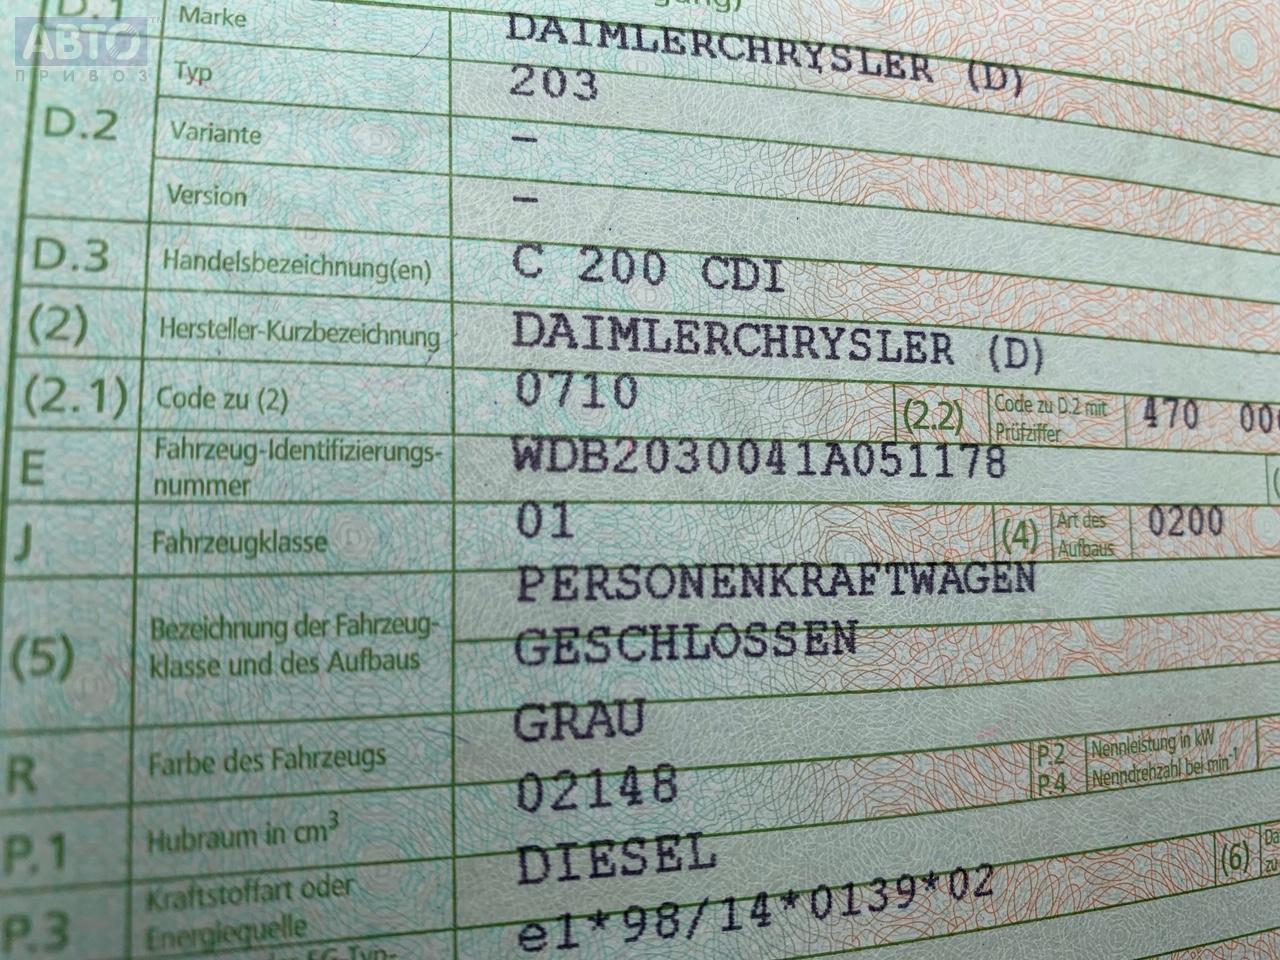 АВТО
ПРИВОЗ
D.1 Marke DAIMLERCHRYSLER (D)
Typ 203
D.2 Variante –
Version –
D.3 Handelsbezeichnung(en) C 200 CDI
(2) Hersteller-Kurzbezeichnung DAIMLERCHRYSLER (D)
(2.1) Code zu (2) 0710 (2.2) Code zu D.2 mit Prüfziffer 470 000
E Fahrzeug-Identifizierungs-
nummer WDB2030041A051178
J Fahrzeugklasse 01 (4) Art des Aufbaus 0200
(5) Bezeichnung der Fahrzeug-
klasse und des Aufbaus
PERSONENKRAFTWAGEN
GESCHLOSSEN
R Farbe des Fahrzeugs GRAU
P.1 Hubraum in cm³ 02148 P.2 Nennleistung in kW
P.4 Nenndrehzahl bei min⁻¹
P.3 Kraftstoffart oder
Energiequelle DIESEL
(6)
e1*98/14*0139*02